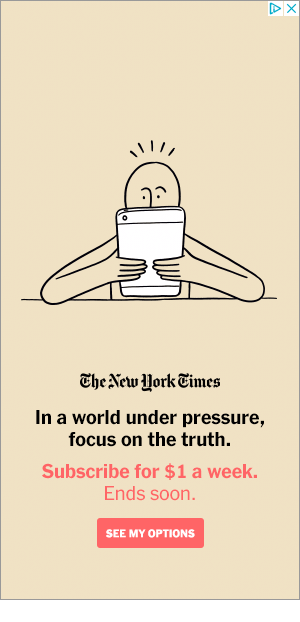 The New York Times
In a world under pressure,
focus on the truth.
Subscribe for $1 a week.
Ends soon.
SEE MY OPTIONS